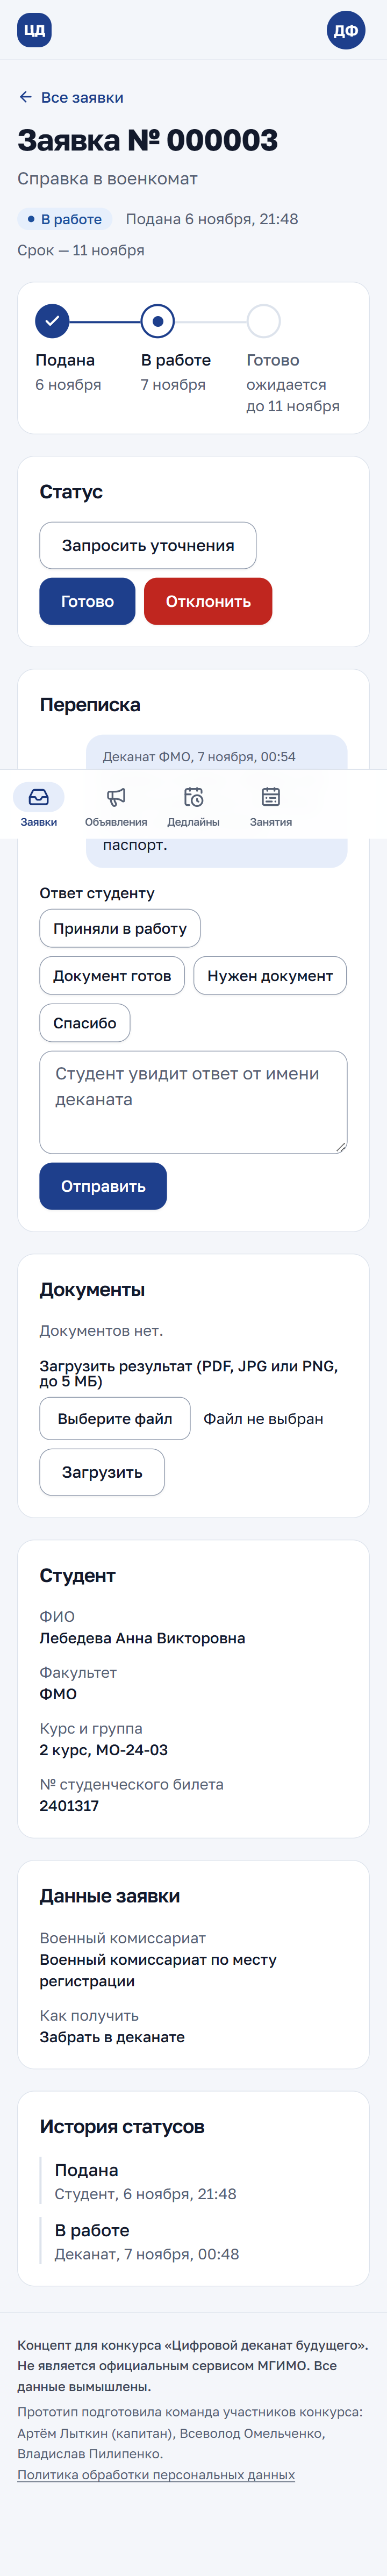 ЦД
ДФ
← Все заявки
Заявка № 000003
Справка в военкомат
В работе
Подана 6 ноября, 21:48
Срок — 11 ноября
Подана
6 ноября
В работе
7 ноября
Готово
ожидается
до 11 ноября
Статус
Запросить уточнения
Готово
Отклонить
Переписка
Деканат ФМО, 7 ноября, 00:54
Заявки
Объявления
Дедлайны
Занятия
паспорт.
Ответ студенту
Приняли в работу
Документ готов
Нужен документ
Спасибо
Студент увидит ответ от имени
деканата
Отправить
Документы
Документов нет.
Загрузить результат (PDF, JPG или PNG,
до 5 МБ)
Выберите файл
Файл не выбран
Загрузить
Студент
ФИО
Лебедева Анна Викторовна
Факультет
ФМО
Курс и группа
2 курс, МО-24-03
№ студенческого билета
2401317
Данные заявки
Военный комиссариат
Военный комиссариат по месту
регистрации
Как получить
Забрать в деканате
История статусов
Подана
Студент, 6 ноября, 21:48
В работе
Деканат, 7 ноября, 00:48
Концепт для конкурса «Цифровой деканат будущего».
Не является официальным сервисом МГИМО. Все
данные вымышлены.
Прототип подготовила команда участников конкурса:
Артём Лыткин (капитан), Всеволод Омельченко,
Владислав Пилипенко.
Политика обработки персональных данных